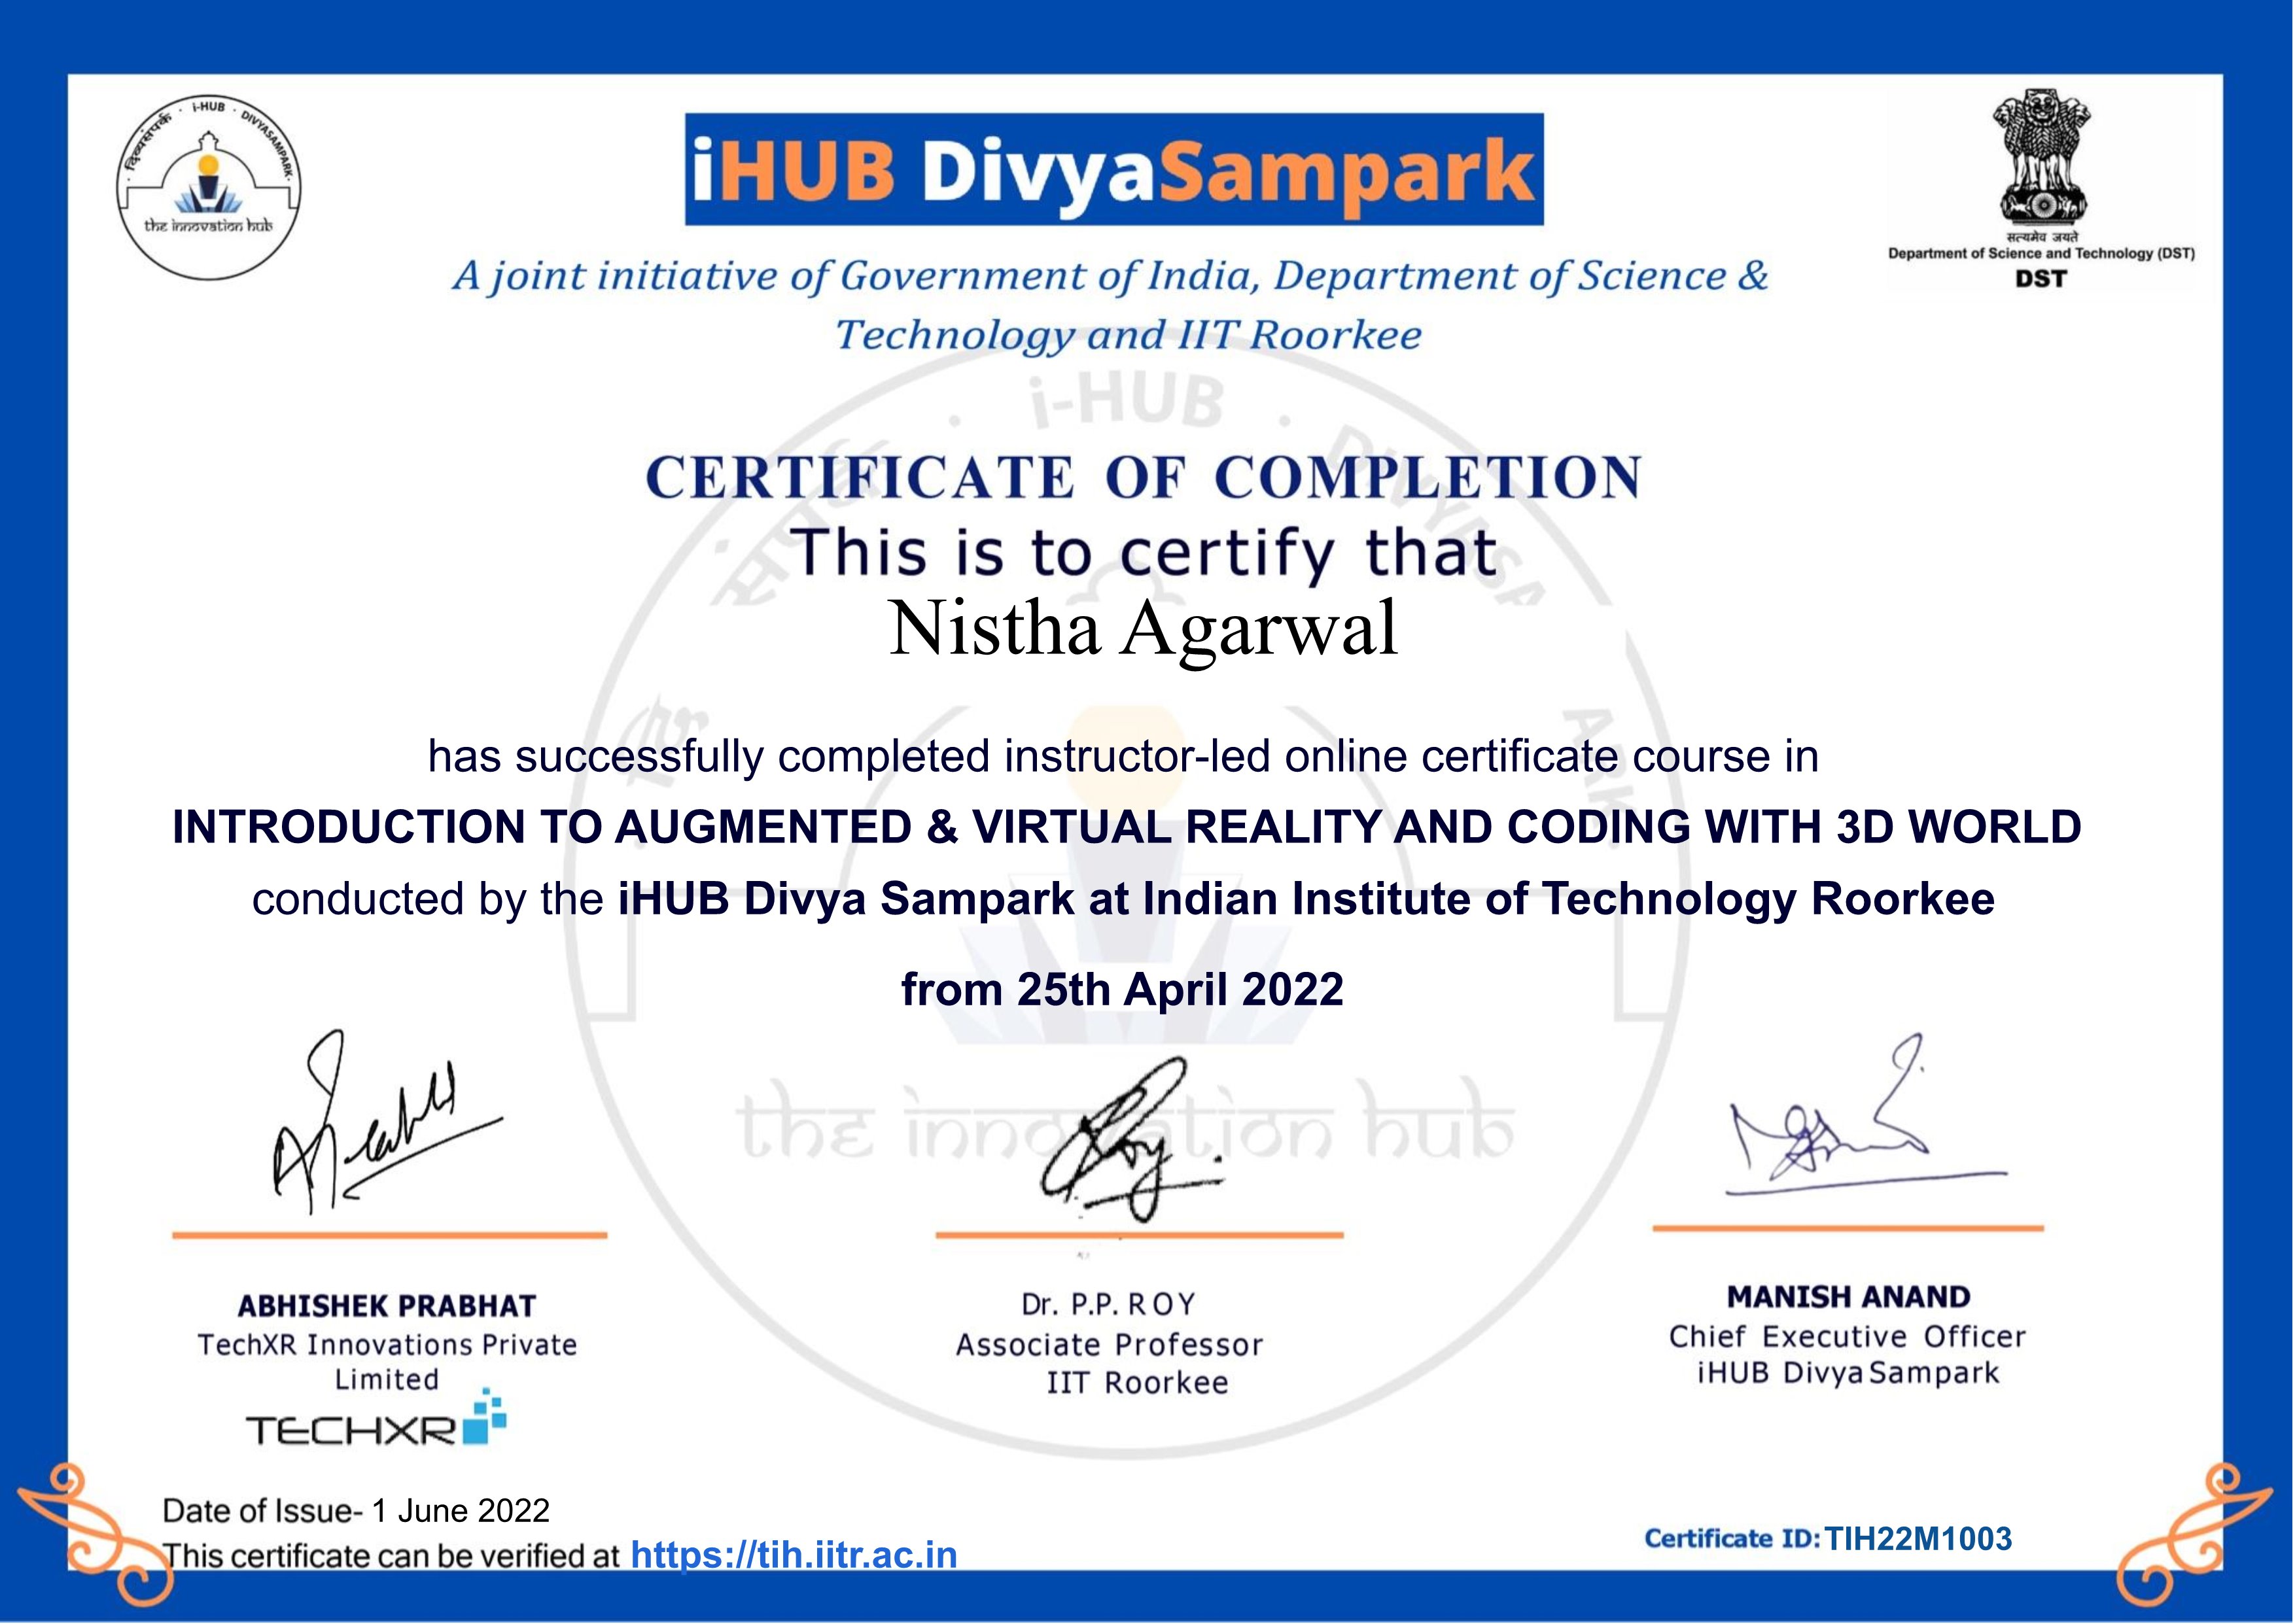 दिव्यसंपर्क · i-HUB · DIVYASAMPARK
the innovation hub
iHUB DivyaSampark
सत्यमेव जयते
Department of Science and Technology (DST)
DST
A joint initiative of Government of India, Department of Science &
Technology and IIT Roorkee
CERTIFICATE OF COMPLETION
This is to certify that
Nistha Agarwal
has successfully completed instructor-led online certificate course in
INTRODUCTION TO AUGMENTED & VIRTUAL REALITY AND CODING WITH 3D WORLD
conducted by the iHUB Divya Sampark at Indian Institute of Technology Roorkee
from 25th April 2022
the innovation hub
ABHISHEK PRABHAT
TechXR Innovations Private
Limited
TECHXR
Dr. P.P. ROY
Associate Professor
IIT Roorkee
MANISH ANAND
Chief Executive Officer
iHUB DivyaSampark
Date of Issue- 1 June 2022
This certificate can be verified at https://tih.iitr.ac.in
Certificate ID: TIH22M1003